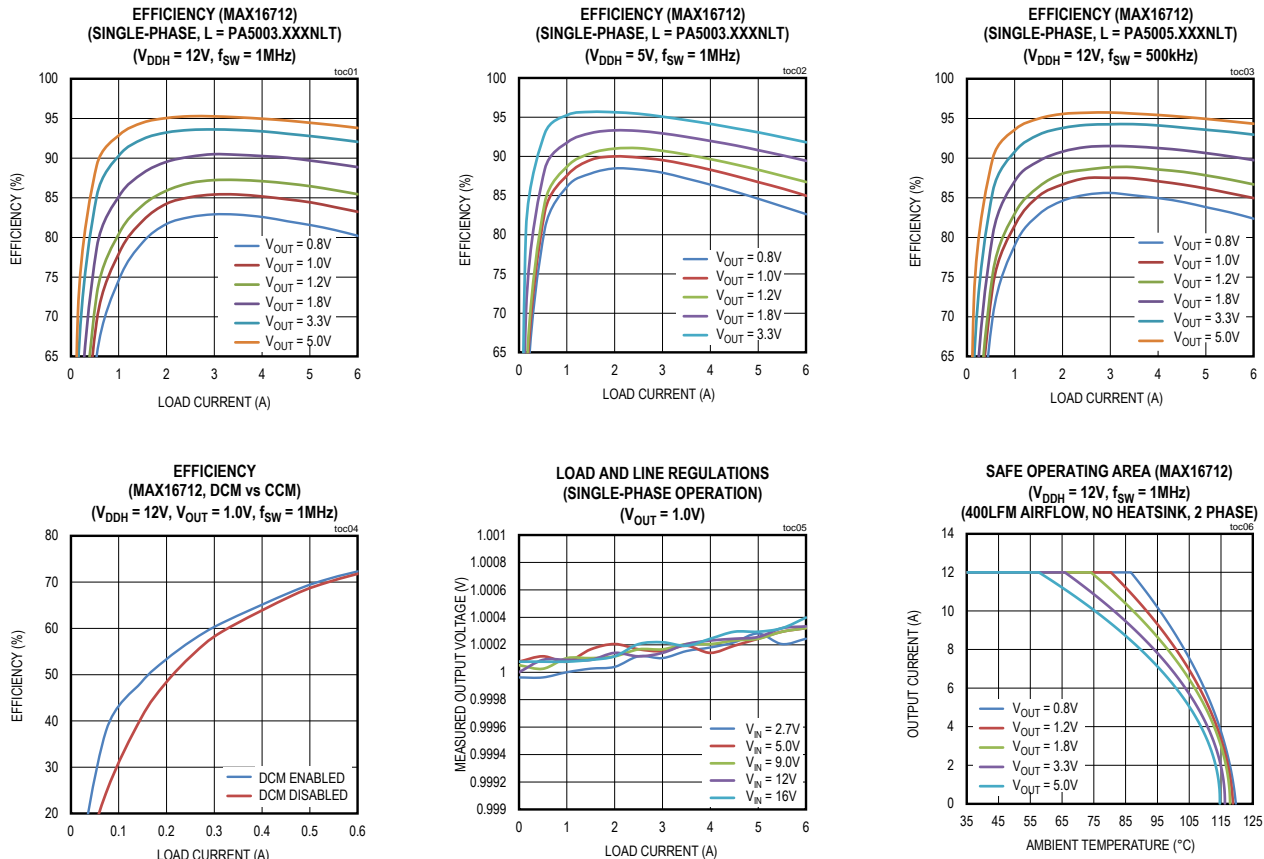 EFFICIENCY (MAX16712)
(SINGLE-PHASE, L = PA5003.XXXNLT)
(VDDH = 12V, fSW = 1MHz)
toc01
100
95
90
85
80
75
70
65
EFFICIENCY (%)
VOUT = 0.8V
VOUT = 1.0V
VOUT = 1.2V
VOUT = 1.8V
VOUT = 3.3V
VOUT = 5.0V
0 1 2 3 4 5 6
LOAD CURRENT (A)
EFFICIENCY (MAX16712)
(SINGLE-PHASE, L = PA5003.XXXNLT)
(VDDH = 5V, fSW = 1MHz)
toc02
100
95
90
85
80
75
70
65
EFFICIENCY (%)
VOUT = 0.8V
VOUT = 1.0V
VOUT = 1.2V
VOUT = 1.8V
VOUT = 3.3V
0 1 2 3 4 5 6
LOAD CURRENT (A)
EFFICIENCY (MAX16712)
(SINGLE-PHASE, L = PA5005.XXXNLT)
(VDDH = 12V, fSW = 500kHz)
toc03
100
95
90
85
80
75
70
65
EFFICIENCY (%)
VOUT = 0.8V
VOUT = 1.0V
VOUT = 1.2V
VOUT = 1.8V
VOUT = 3.3V
VOUT = 5.0V
0 1 2 3 4 5 6
LOAD CURRENT (A)
EFFICIENCY
(MAX16712, DCM vs CCM)
(VDDH = 12V, VOUT = 1.0V, fSW = 1MHz)
toc04
80
70
60
50
40
30
20
EFFICIENCY (%)
DCM ENABLED
DCM DISABLED
0 0.1 0.2 0.3 0.4 0.5 0.6
LOAD CURRENT (A)
LOAD AND LINE REGULATIONS
(SINGLE-PHASE OPERATION)
(VOUT = 1.0V)
toc05
1.001
1.0008
1.0006
1.0004
1.0002
1
0.9998
0.9996
0.9994
0.9992
0.999
MEASURED OUTPUT VOLTAGE (V)
VIN = 2.7V
VIN = 5.0V
VIN = 9.0V
VIN = 12V
VIN = 16V
0 1 2 3 4 5 6
LOAD CURRENT (A)
SAFE OPERATING AREA (MAX16712)
(VDDH = 12V, fSW = 1MHz)
(400LFM AIRFLOW, NO HEATSINK, 2 PHASE)
toc06
14
12
10
8
6
4
2
0
OUTPUT CURRENT (A)
VOUT = 0.8V
VOUT = 1.2V
VOUT = 1.8V
VOUT = 3.3V
VOUT = 5.0V
35 45 55 65 75 85 95 105 115 125
AMBIENT TEMPERATURE (°C)